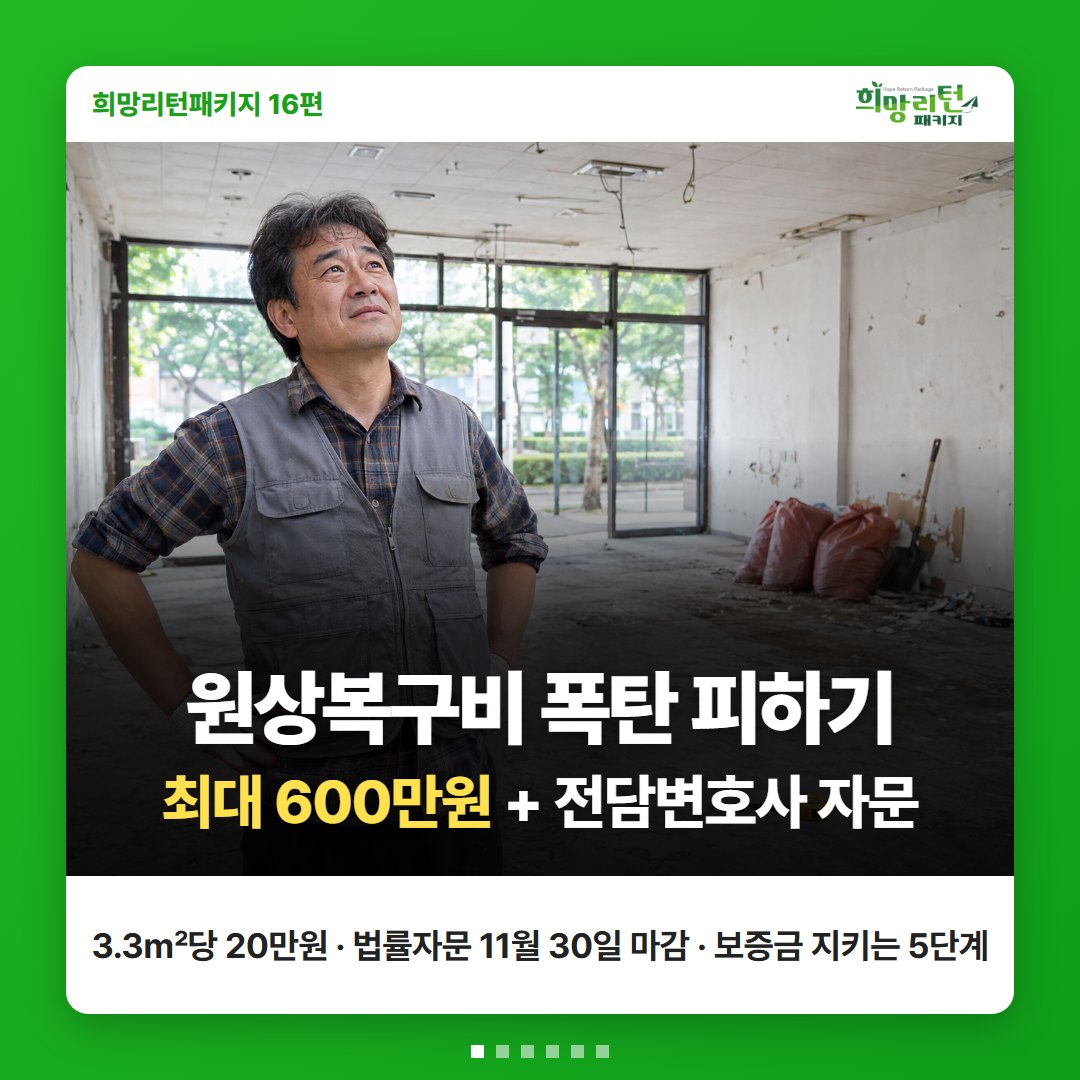 희망리턴패키지 16편
Hope Return Package
희망리턴
패키지
원상복구비 폭탄 피하기
최대 600만원 + 전담변호사 자문
3.3m²당 20만원 · 법률자문 11월 30일 마감 · 보증금 지키는 5단계